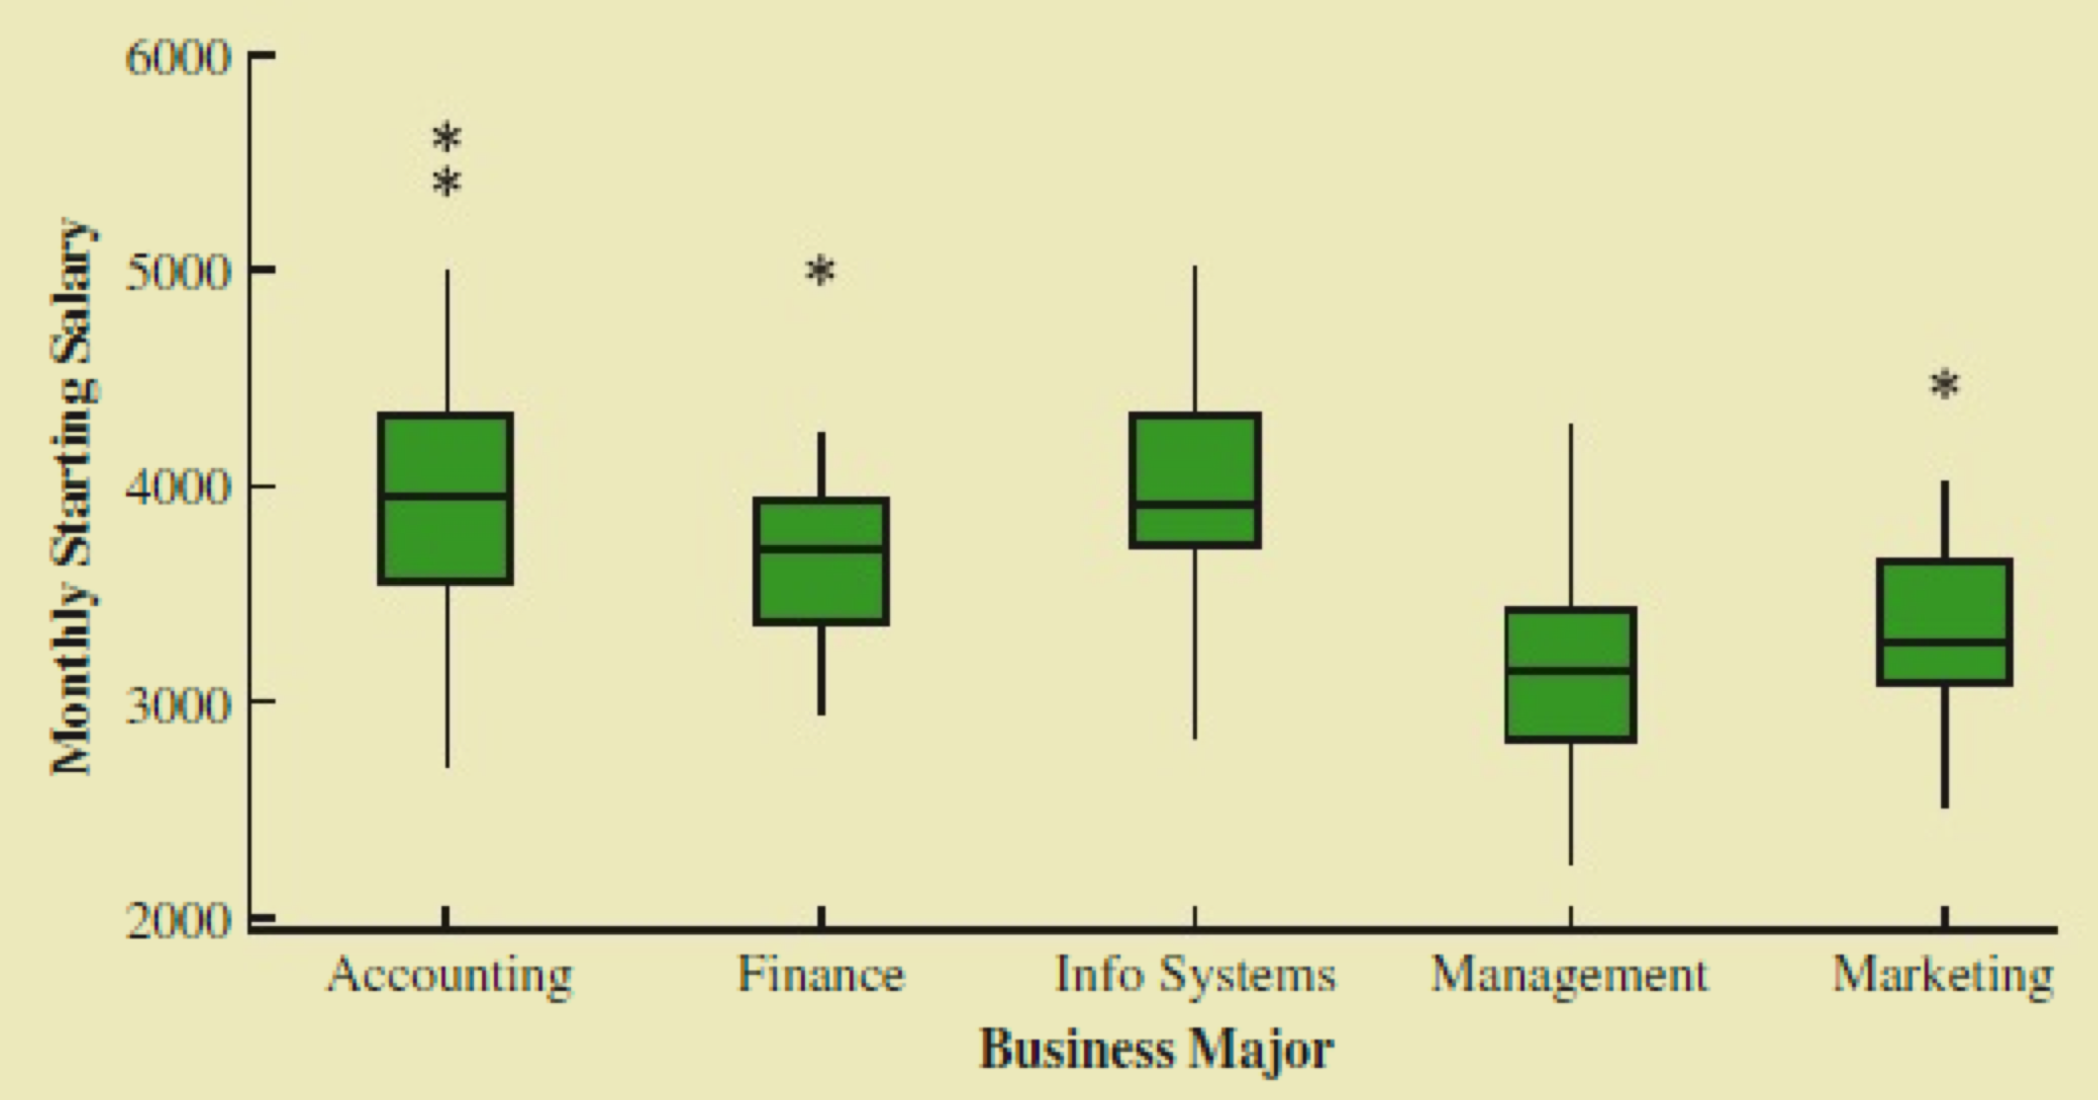 Monthly Starting Salary
6000
5000
4000
3000
2000
Accounting Finance Info Systems Management Marketing
Business Major